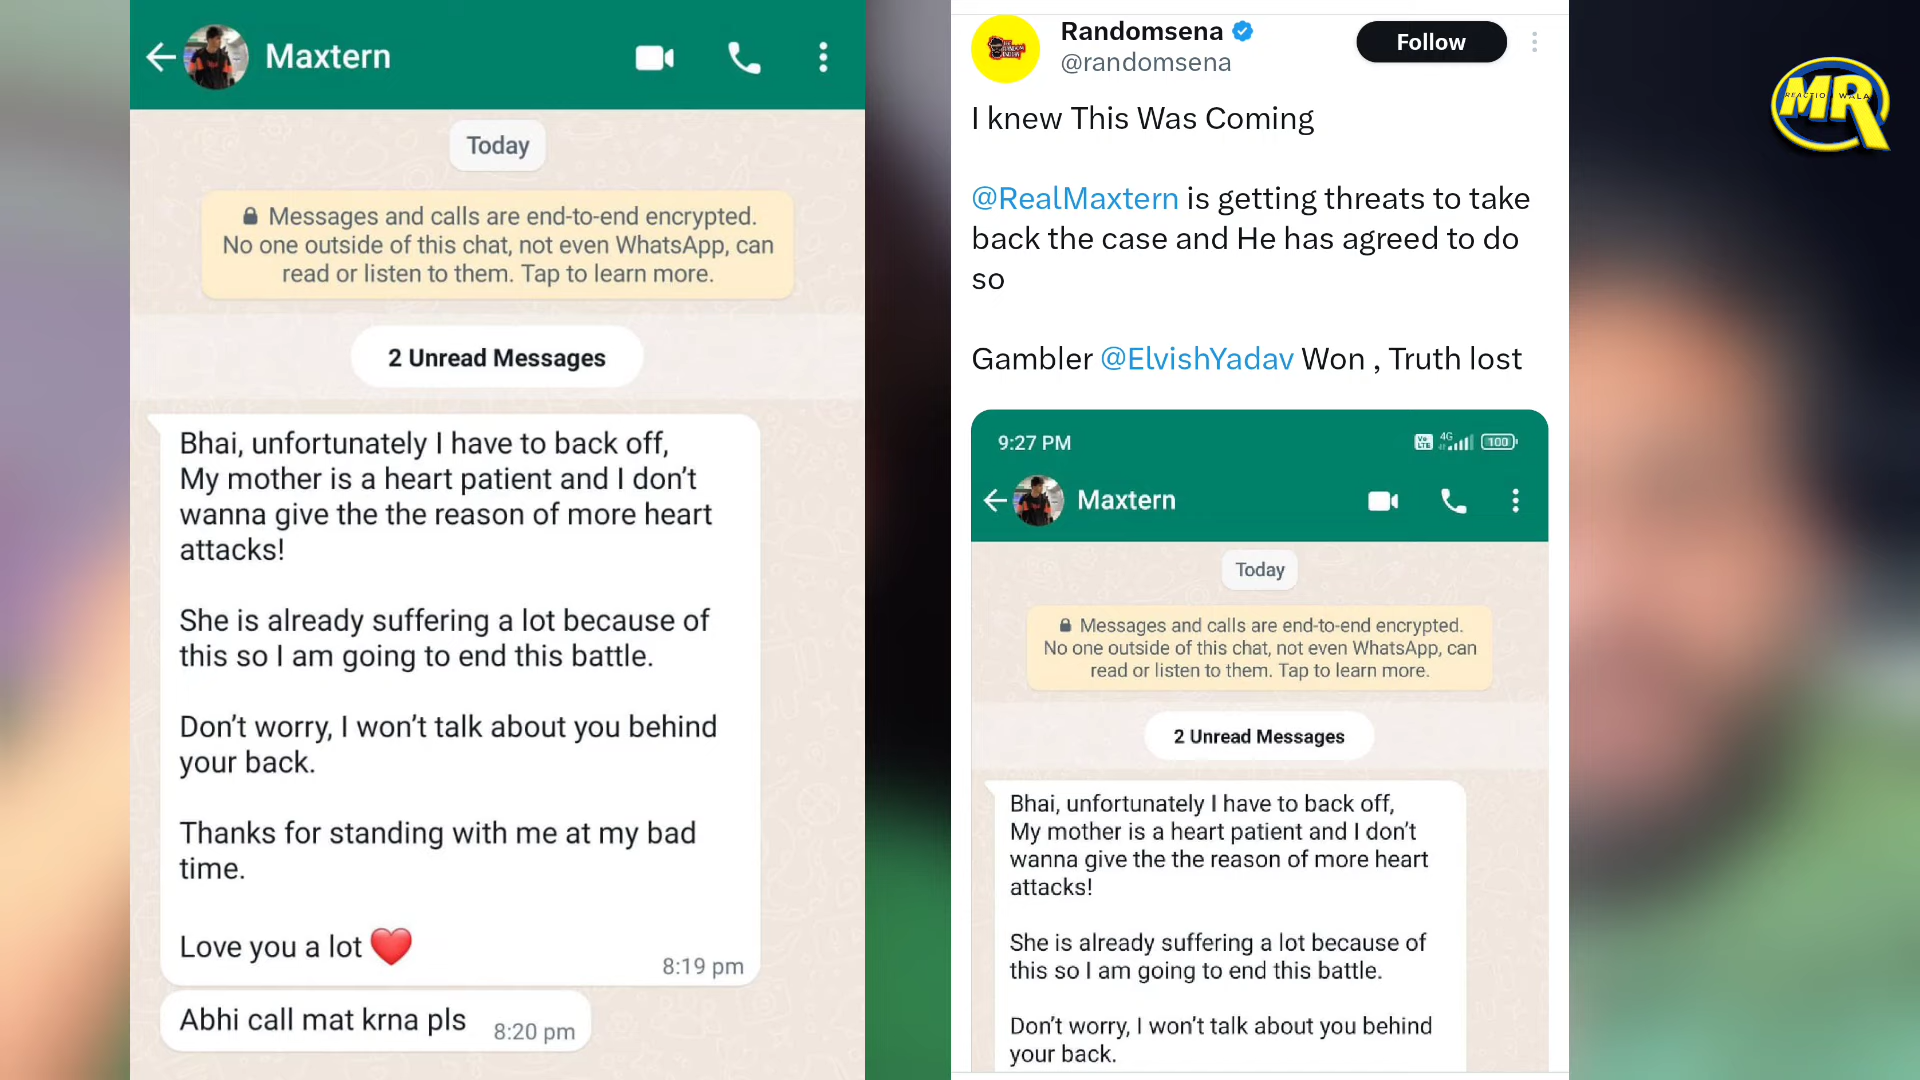 Maxtern
Today
Messages and calls are end-to-end encrypted.
No one outside of this chat, not even WhatsApp, can
read or listen to them. Tap to learn more.
2 Unread Messages
Bhai, unfortunately I have to back off,
My mother is a heart patient and I don't
wanna give the the reason of more heart
attacks!
She is already suffering a lot because of
this so I am going to end this battle.
Don't worry, I won't talk about you behind
your back.
Thanks for standing with me at my bad
time.
Love you a lot ❤️
8:19 pm
Abhi call mat krna pls 8:20 pm
Randomsena
@randomsena
Follow
I knew This Was Coming
@RealMaxtern is getting threats to take
back the case and He has agreed to do
so
Gambler @ElvishYadav Won , Truth lost
9:27 PM
Vo LTE 4G 100
Maxtern
Today
Messages and calls are end-to-end encrypted.
No one outside of this chat, not even WhatsApp, can
read or listen to them. Tap to learn more.
2 Unread Messages
Bhai, unfortunately I have to back off,
My mother is a heart patient and I don't
wanna give the the reason of more heart
attacks!
She is already suffering a lot because of
this so I am going to end this battle.
Don't worry, I won't talk about you behind
your back.
MR
REACTION WALA